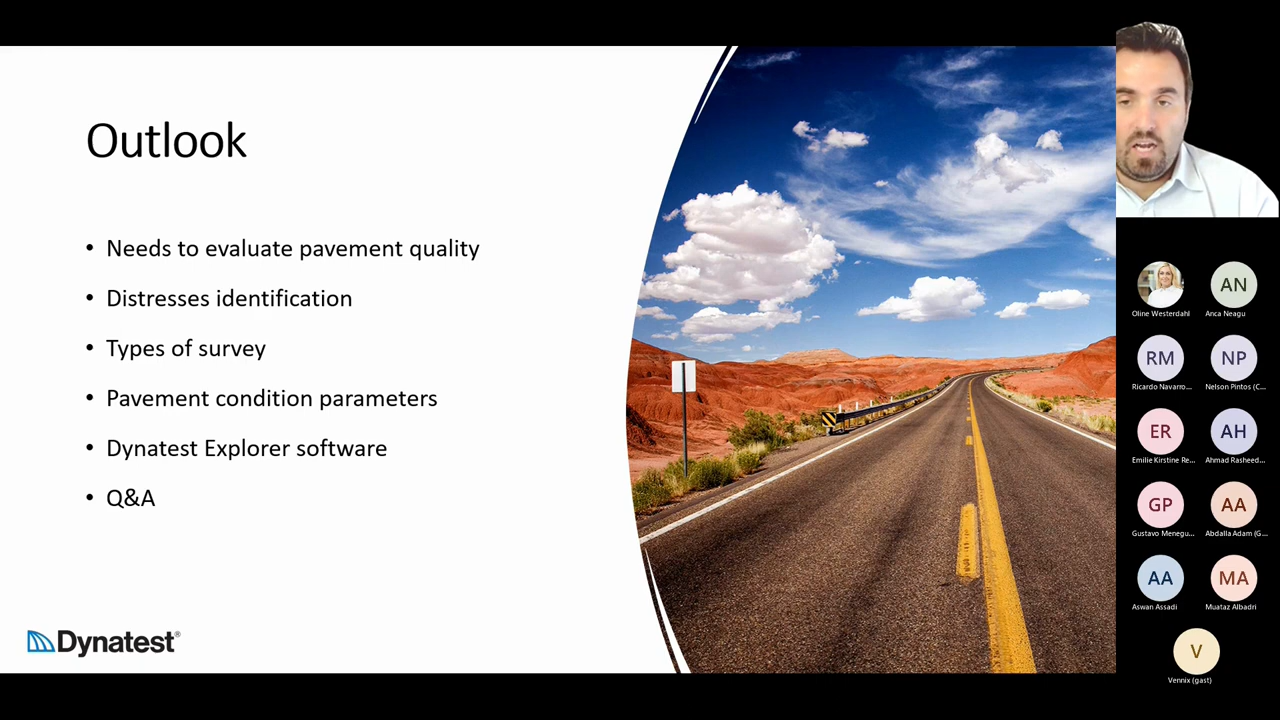 Outlook
• Needs to evaluate pavement quality
• Distresses identification
• Types of survey
• Pavement condition parameters
• Dynatest Explorer software
• Q&A
Dynatest®
Oline Westerdahl
AN
Anca Neagu
RM
Ricardo Navarro...
NP
Nelson Pintos (C...
ER
Emilie Kirstine Re...
AH
Ahmad Rasheed...
GP
Gustavo Menegu...
AA
Abdalla Adam (G...
AA
Aswan Assadi
MA
Muataz Albadri
V
Vennix (gast)